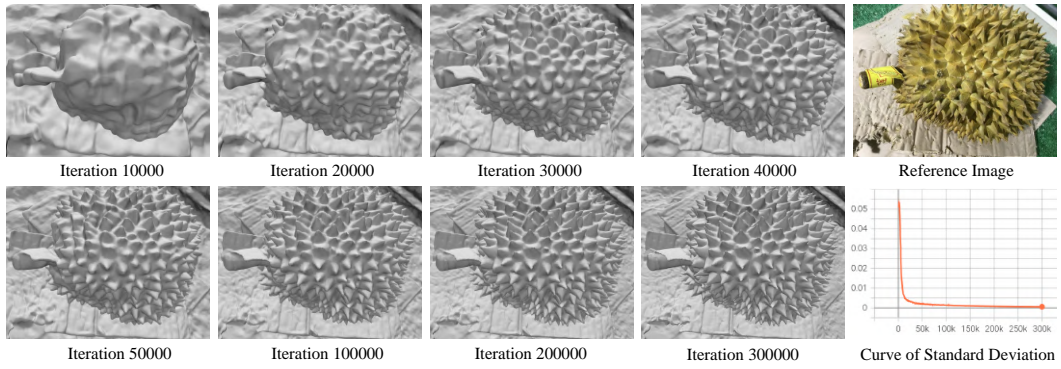 Iteration 10000
Iteration 20000
Iteration 30000
Iteration 40000
Reference Image
0.05
0.04
0.03
0.02
0.01
0
0
50k
100k
150k
200k
250k
300k
Iteration 50000
Iteration 100000
Iteration 200000
Iteration 300000
Curve of Standard Deviation